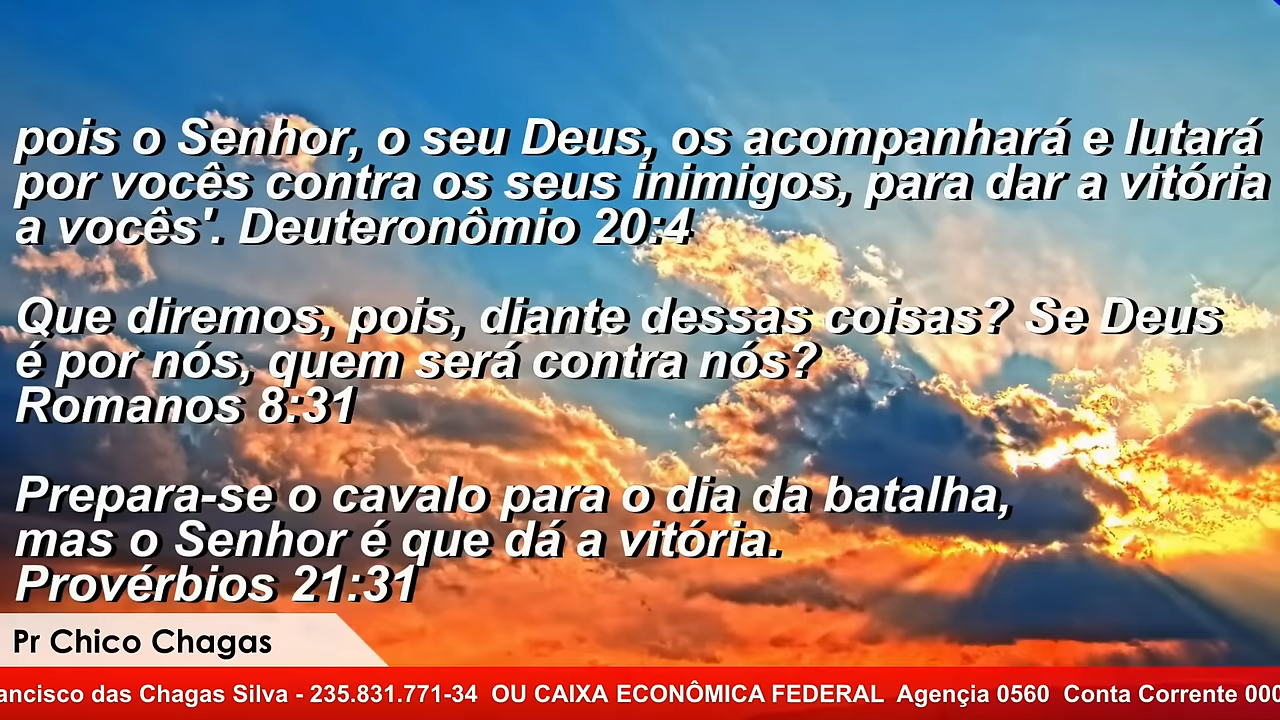 pois o Senhor, o seu Deus, os acompanhará e lutará
por vocês contra os seus inimigos, para dar a vitória
a vocês'. Deuteronômio 20:4
Que diremos, pois, diante dessas coisas? Se Deus
é por nós, quem será contra nós?
Romanos 8:31
Prepara-se o cavalo para o dia da batalha,
mas o Senhor é que dá a vitória.
Provérbios 21:31
Pr Chico Chagas
ancisco das Chagas Silva - 235.831.771-34 OU CAIXA ECONÔMICA FEDERAL Agençia 0560 Conta Corrente 000